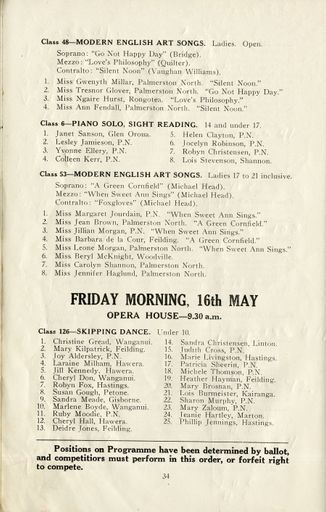 Class 48—MODERN ENGLISH ART SONGS. Ladies. Open.
Soprano: "Go Not Happy Day" (Bridge).
Mezzo: "Love's Philosophy" (Quilter).
Contralto: "Silent Noon" (Vaughan Williams).
1. Miss Gwenyth Millar, Palmerston North. "Silent Noon."
2. Miss Tresnor Glover, Palmerston North. "Go Not Happy Day."
3. Miss Ngaire Hurst, Rongotea. "Love's Philosophy."
4. Miss Ann Fendall, Palmerston North. "Silent Noon."
Class 6—PIANO SOLO, SIGHT READING. 14 and under 17.
1. Janet Sanson, Glen Oroua.
2. Lesley Jamieson, P.N.
3. Yvonne Ellery, P.N.
4. Colleen Kerr, P.N.
5. Helen Clayton, P.N.
6. Jocelyn Robinson, P.N.
7. Robyn Christensen, P.N.
8. Lois Stevenson, Shannon.
Class 53—MODERN ENGLISH ART SONGS. Ladies 17 to 21 inclusive.
Soprano: "A Green Cornfield" (Michael Head).
Mezzo: "When Sweet Ann Sings" (Michael Head).
Contralto: "Foxgloves" (Michael Head).
1. Miss Margaret Jourdain, P.N. "When Sweet Ann Sings."
2. Miss Jean Brown, Palmerston North. "A Green Cornfield."
3. Miss Jillian Morgan, P.N. "When Sweet Ann Sings."
4. Miss Barbara de la Cour, Feilding. "A Green Cornfield."
5. Miss Leone Morgan, Palmerston North. "When Sweet Ann Sings."
6. Miss Beryl McKnight, Woodville.
7. Miss Carolyn Shannon, Palmerston North.
8. Miss Jennifer Haglund, Palmerston North.
FRIDAY MORNING, 16th MAY
OPERA HOUSE—9.30 a.m.
Class 126—SKIPPING DANCE. Under 10.
1. Christine Gread, Wanganui.
2. Mary Kilpatrick, Feilding.
3. Joy Aldersley, P.N.
4. Laraine Milham, Hawera.
5. Jill Kennedy, Hawera.
6. Cheryl Don, Wanganui.
7. Robyn Fox, Hastings.
8. Susan Gough, Petone.
9. Sandra Meade, Gisborne.
10. Marlene Boyde, Wanganui.
11. Ruby Moodie, P.N.
12. Cheryl Hall, Hawera.
13. Deirdre Jones, Feilding.
14. Sandra Christensen, Linton.
15. Judith Cross, P.N.
16. Marie Livingston, Hastings.
17. Patricia Sheerin, P.N.
18. Michele Thomson, P.N.
19. Heather Hayman, Feilding.
20. Mary Brosnan, P.N.
21. Lois Burmeister, Kairanga.
22. Sharon Murphy, P.N.
23. Mary Zaloum, P.N.
24. Jeanie Hartley, Marton.
25. Phillip Jennings, Hastings.
Positions on Programme have been determined by ballot,
and competitors must perform in this order, or forfeit right
to compete.
34